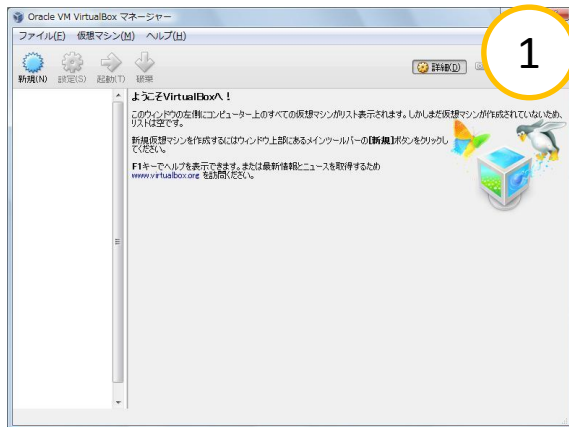 Oracle VM VirtualBox マネージャー
ファイル(F) 仮想マシン(M) ヘルプ(H)
新規(N) 設定(S) 起動(T) 破棄
詳細(D)
1
ようこそVirtualBoxへ！
このウィンドウの左側にコンピューター上のすべての仮想マシンがリスト表示されます。しかしまだ仮想マシンが作成されていないため、
リストは空です。
新規仮想マシンを作成するにはウィンドウ上部にあるメインツールバーの[新規]ボタンをクリックし
てください。
F1キーでヘルプを表示できます。または最新情報とニュースを取得するため
www.virtualbox.org を訪問ください。